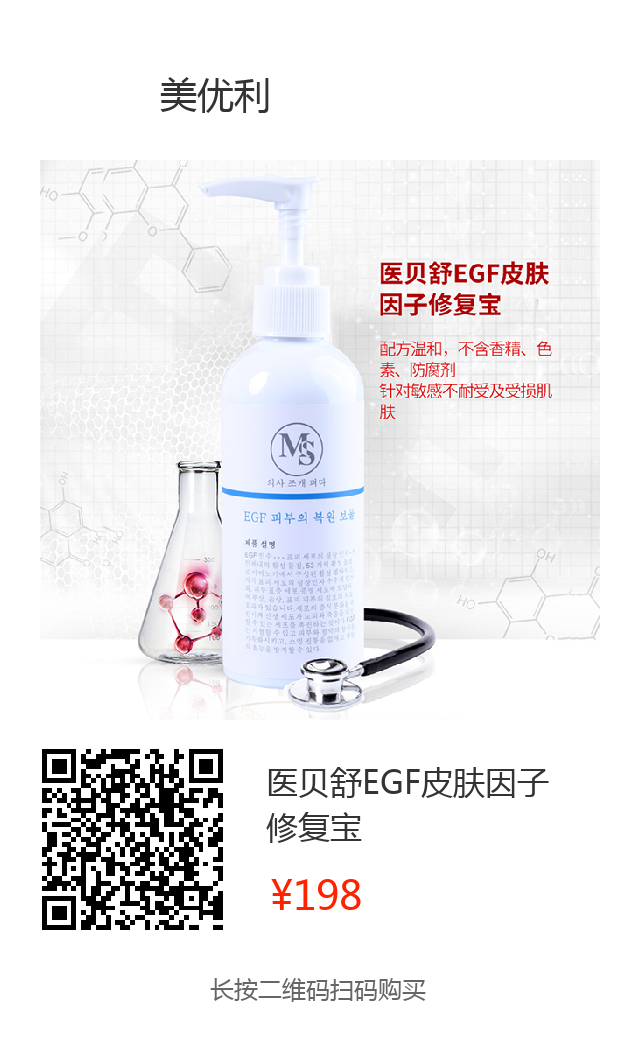 美优利
医贝舒EGF皮肤
因子修复宝
配方温和，不含香精、色
素、防腐剂
针对敏感不耐受及受损肌
肤
MS
의사 쯔개 퍼다
EGF 피부의 복원 보물
제품 설명
医贝舒EGF皮肤因子
修复宝
¥198
长按二维码扫码购买